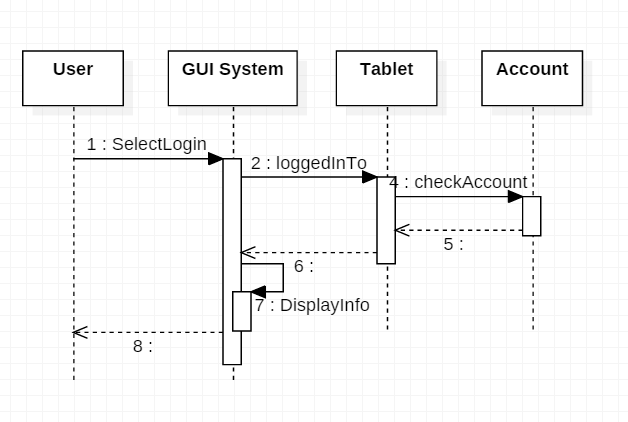 User
GUI System
Tablet
Account
1 : SelectLogin
2 : loggedInTo
4 : checkAccount
5 :
6 :
7 : DisplayInfo
8 :